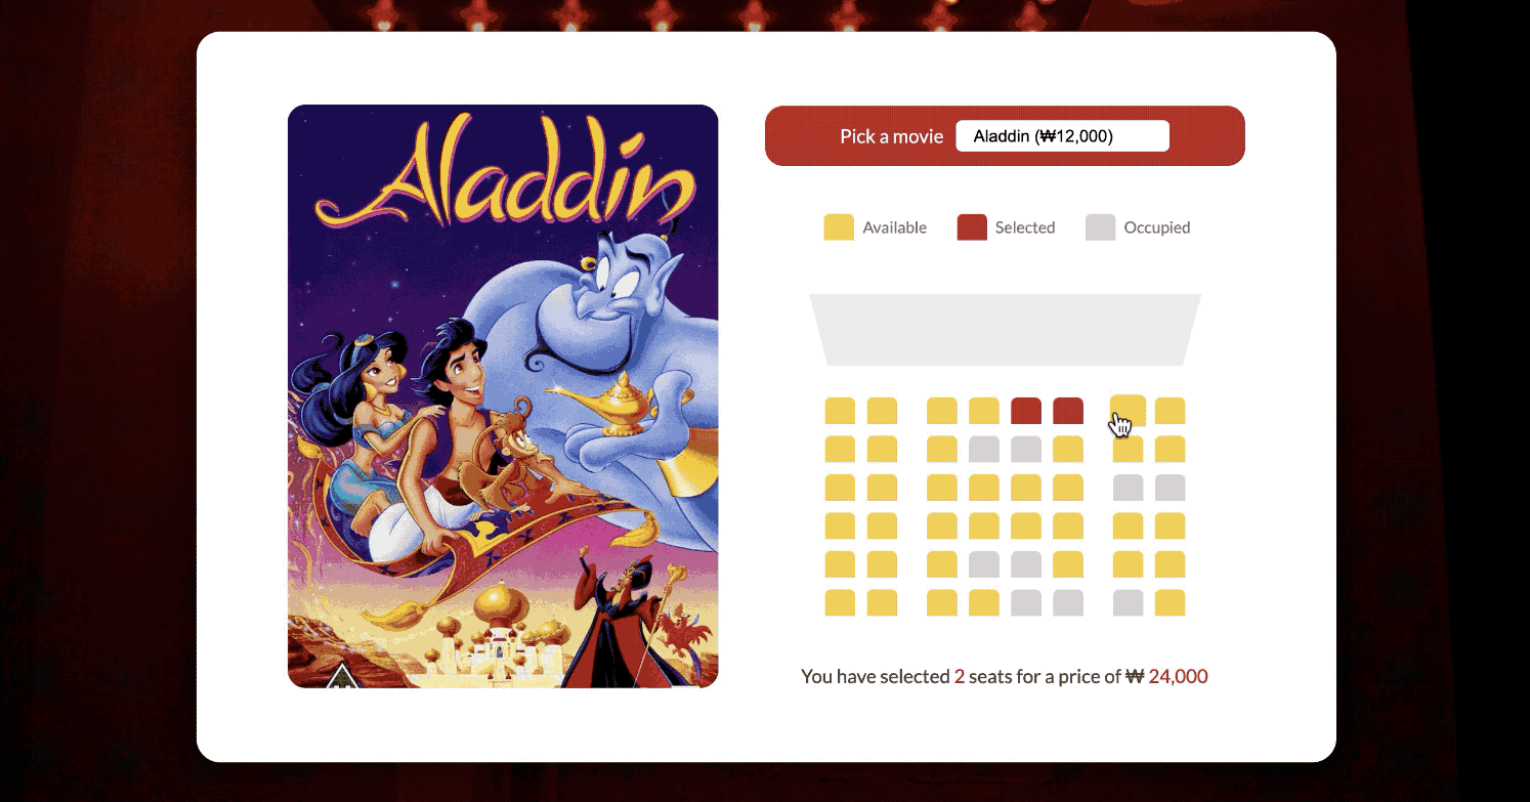 Aladdin
Pick a movie
Aladdin (₩12,000)
Available
Selected
Occupied
You have selected 2 seats for a price of ₩ 24,000